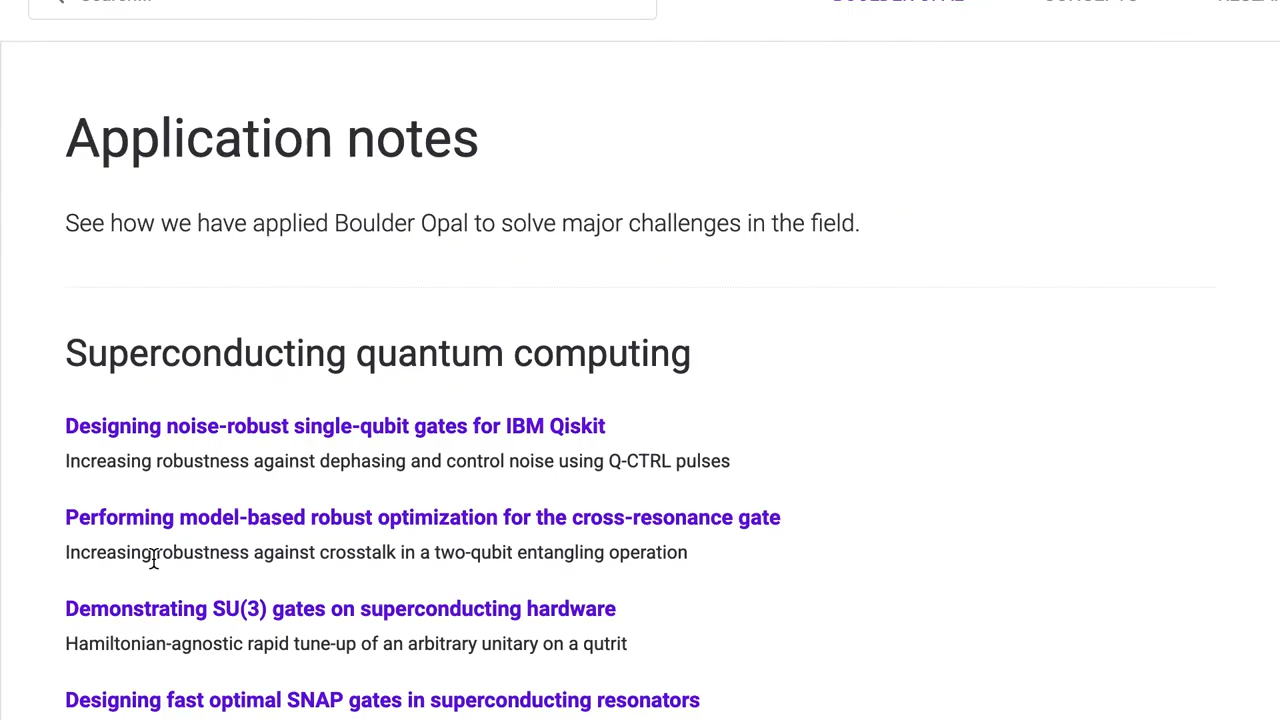 Application notes
See how we have applied Boulder Opal to solve major challenges in the field.
Superconducting quantum computing
Designing noise-robust single-qubit gates for IBM Qiskit
Increasing robustness against dephasing and control noise using Q-CTRL pulses
Performing model-based robust optimization for the cross-resonance gate
Increasing robustness against crosstalk in a two-qubit entangling operation
Demonstrating SU(3) gates on superconducting hardware
Hamiltonian-agnostic rapid tune-up of an arbitrary unitary on a qutrit
Designing fast optimal SNAP gates in superconducting resonators